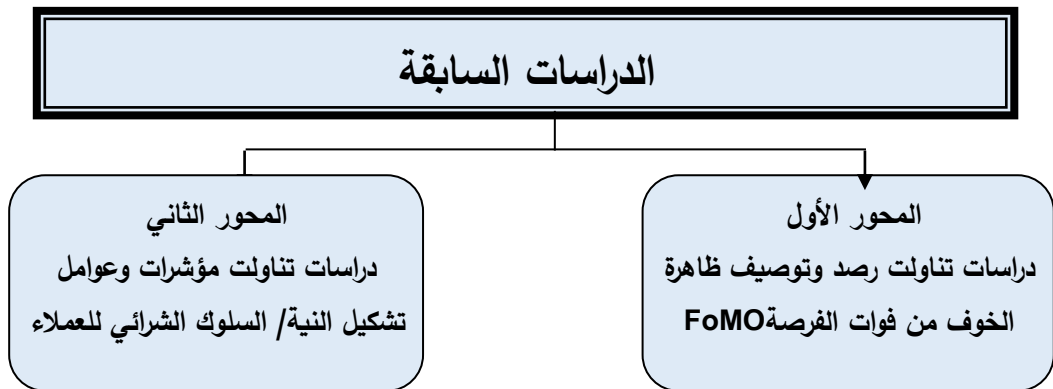 الدراسات السابقة
المحور الأول
دراسات تناولت رصد وتوصيف ظاهرة
الخوف من فوات الفرصةFoMO
المحور الثاني
دراسات تناولت مؤشرات وعوامل
تشكيل النية/ السلوك الشرائي للعملاء